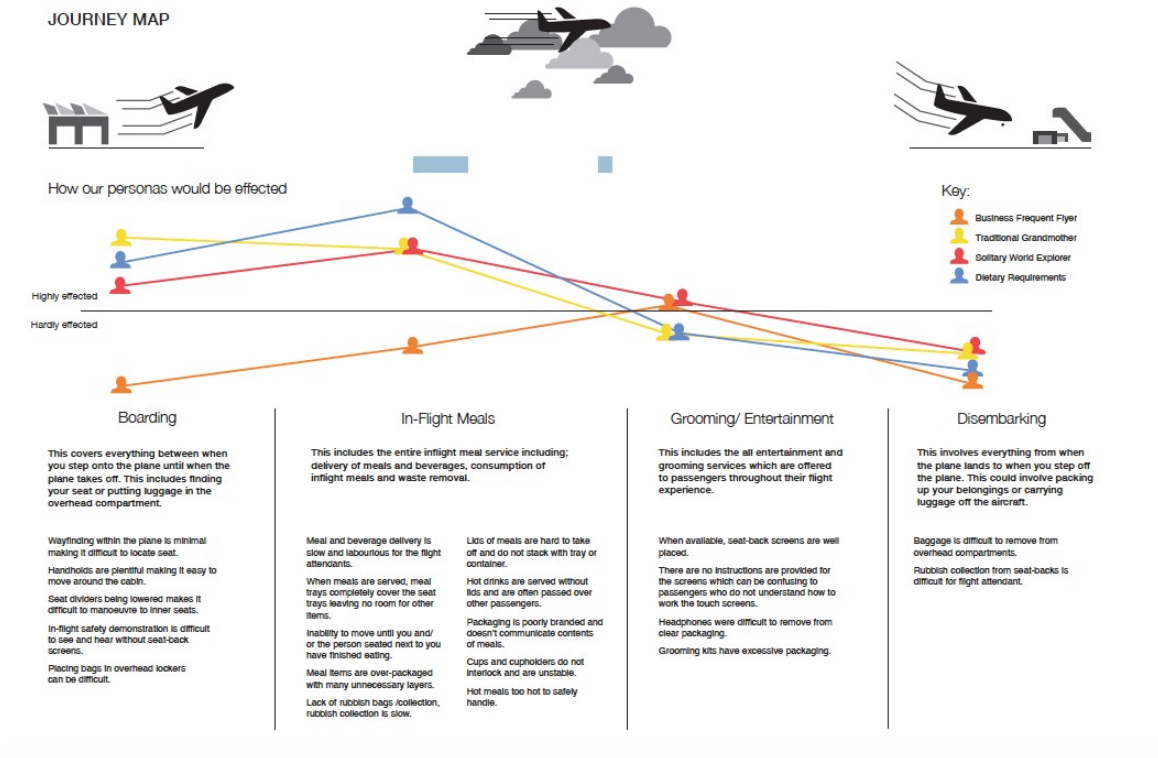 JOURNEY MAP
How our personas would be effected
Key:
Business Frequent Flyer
Traditional Grandmother
Solitary World Explorer
Dietary Requirements
Highly effected
Hardly effected
Boarding
This covers everything between when
you step onto the plane until when the
plane takes off. This includes finding
your seat or putting luggage in the
overhead compartment.
Wayfinding within the plane is minimal
making it difficult to locate seat.
Handholds are plentiful making it easy to
move around the cabin.
Seat dividers being lowered makes it
difficult to manoeuvre to inner seats.
In-flight safety demonstration is difficult
to see and hear without seat-back
screens.
Placing bags in overhead lockers
can be difficult.
In-Flight Meals
This includes the entire inflight meal service including;
delivery of meals and beverages, consumption of
inflight meals and waste removal.
Meal and beverage delivery is
slow and labourious for the flight
attendants.
When meals are served, meal
trays completely cover the seat
trays leaving no room for other
items.
Inability to move until you and/
or the person seated next to you
have finished eating.
Meal items are over-packaged
with many unnecessary layers.
Lack of rubbish bags /collection,
rubbish collection is slow.
Lids of meals are hard to take
off and do not stack with tray or
container.
Hot drinks are served without
lids and are often passed over
other passengers.
Packaging is poorly branded and
doesn't communicate contents
of meals.
Cups and cupholders do not
interlock and are unstable.
Hot meals too hot to safely
handle.
Grooming/ Entertainment
This includes the all entertainment and
grooming services which are offered
to passengers throughout their flight
experience.
When available, seat-back screens are well
placed.
There are no instructions are provided for
the screens which can be confusing to
passengers who do not understand how to
work the touch screens.
Headphones were difficult to remove from
clear packaging.
Grooming kits have excessive packaging.
Disembarking
This involves everything from when
the plane lands to when you step off
the plane. This could involve packing
up your belongings or carrying
luggage off the aircraft.
Baggage is difficult to remove from
overhead compartments.
Rubbish collection from seat-backs is
difficult for flight attendant.